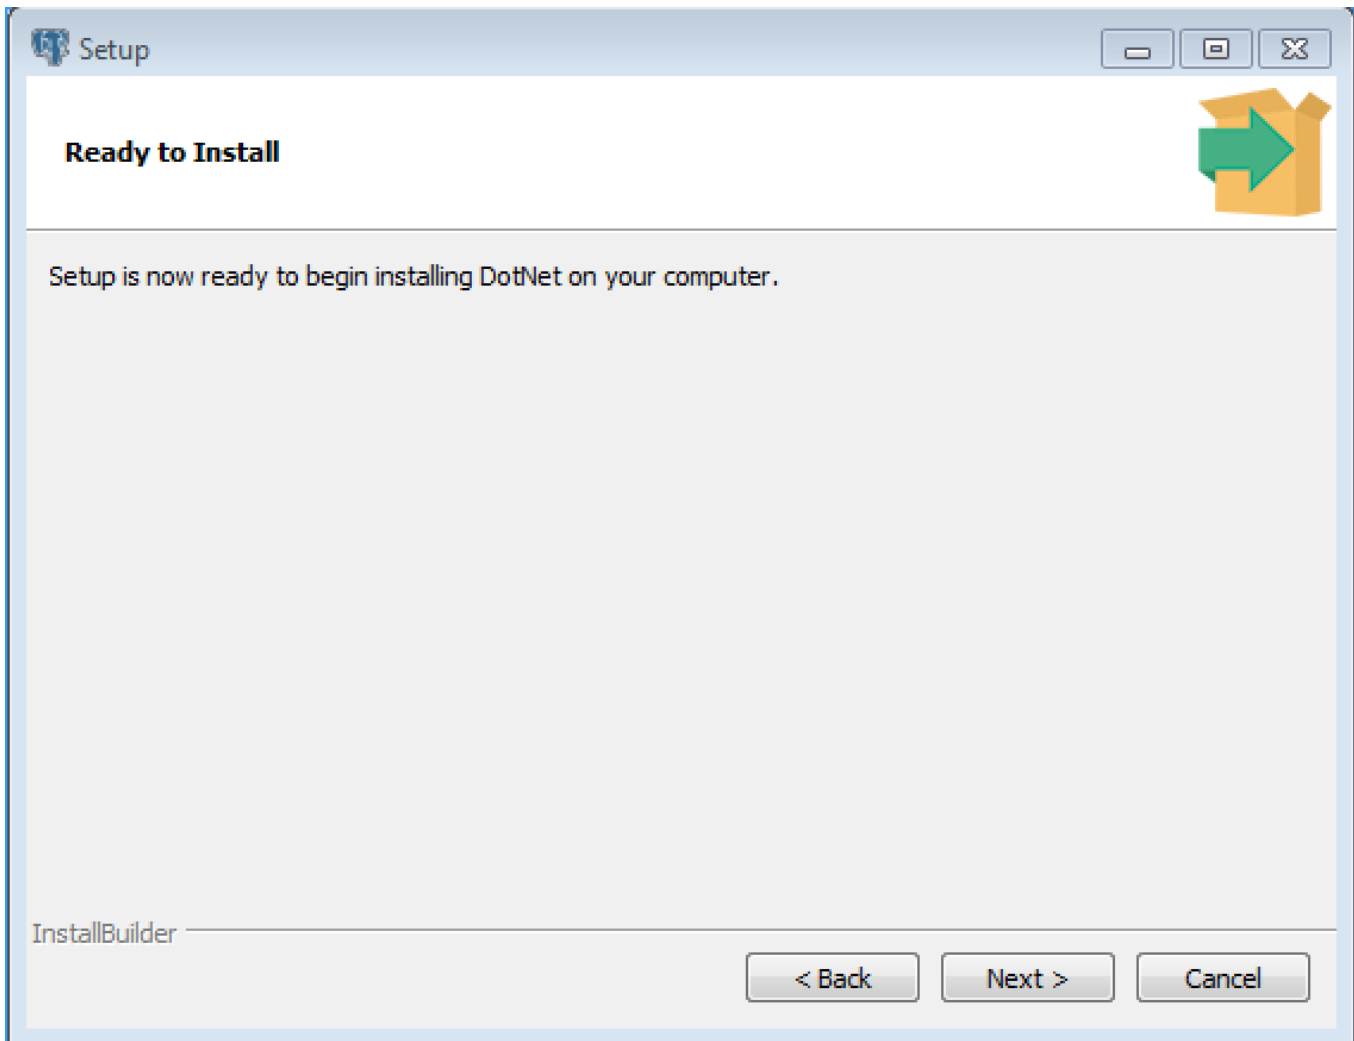 Setup
Ready to Install
Setup is now ready to begin installing DotNet on your computer.
InstallBuilder
< Back Next > Cancel